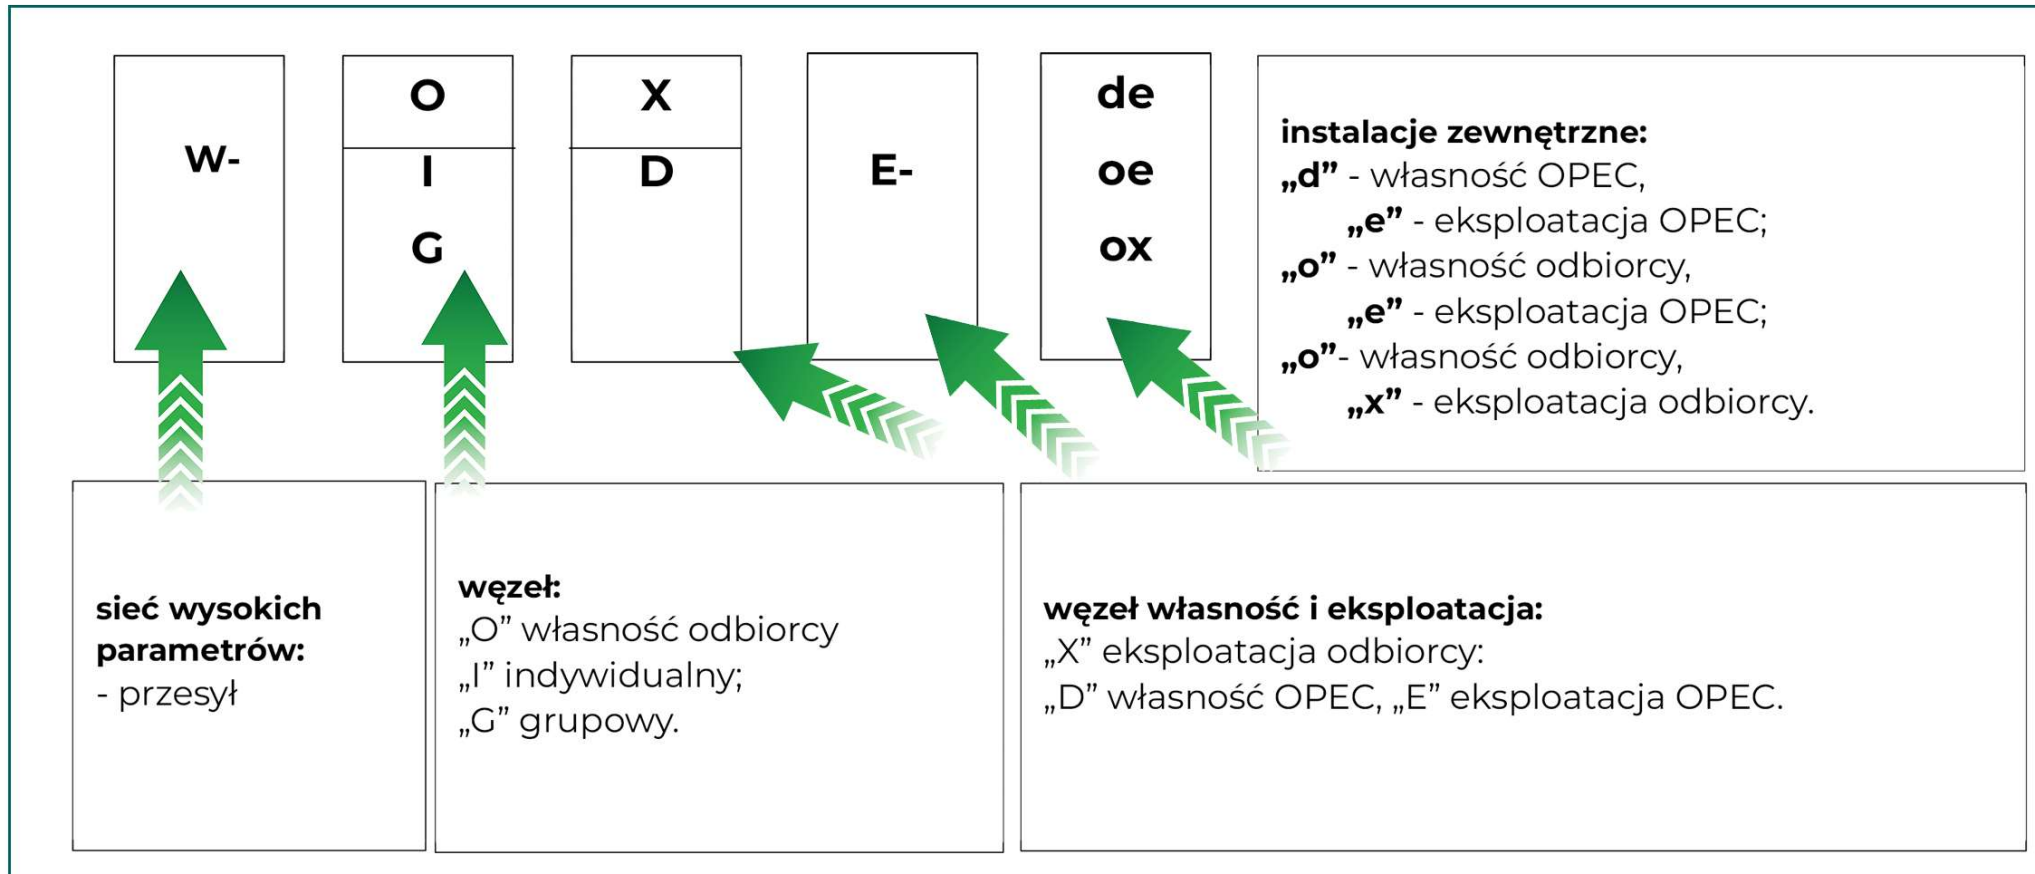 W-
O
I
G
X
D
E-
de
oe
ox
instalacje zewnętrzne:
„d” - własność OPEC,
„e” - eksploatacja OPEC;
„o” - własność odbiorcy,
„e” - eksploatacja OPEC;
„o”- własność odbiorcy,
„x” - eksploatacja odbiorcy.
sieć wysokich
parametrów:
- przesył
węzeł:
„O” własność odbiorcy
„I” indywidualny;
„G” grupowy.
węzeł własność i eksploatacja:
„X” eksploatacja odbiorcy:
„D” własność OPEC, „E” eksploatacja OPEC.